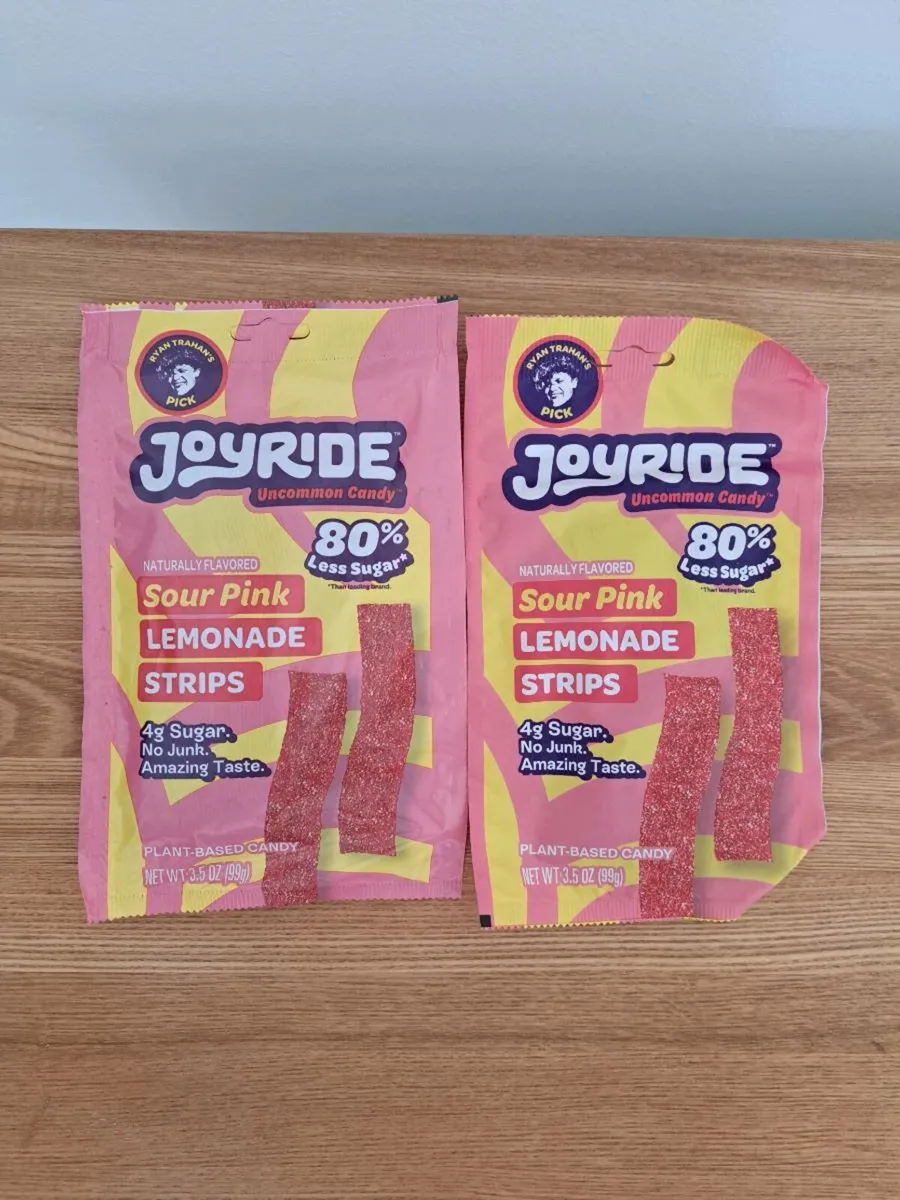 RYAN TRAHAN'S
PICK
JOYRIDE™
Uncommon Candy™
80%
Less Sugar*
*Than leading brand.
NATURALLY FLAVORED
Sour Pink
LEMONADE
STRIPS
4g Sugar.
No Junk.
Amazing Taste.
PLANT-BASED CANDY
NET WT 3.5 OZ (99g)
RYAN TRAHAN'S
PICK
JOYRIDE™
Uncommon Candy™
80%
Less Sugar*
*Than leading brand.
NATURALLY FLAVORED
Sour Pink
LEMONADE
STRIPS
4g Sugar.
No Junk.
Amazing Taste.
PLANT-BASED CANDY
NET WT 3.5 OZ (99g)